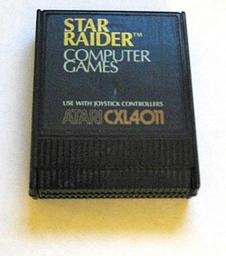 STAR
RAIDER™
COMPUTER
GAMES
USE WITH JOYSTICK CONTROLLERS
ATARI CXL4011